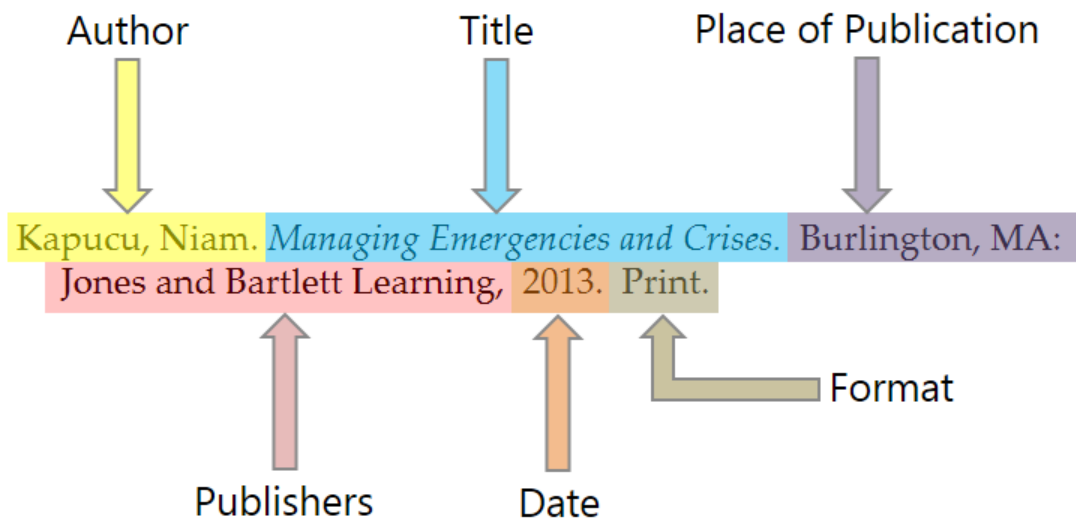 Author
Title
Place of Publication
Kapucu, Niam. Managing Emergencies and Crises. Burlington, MA:
Jones and Bartlett Learning, 2013. Print.
Format
Publishers
Date